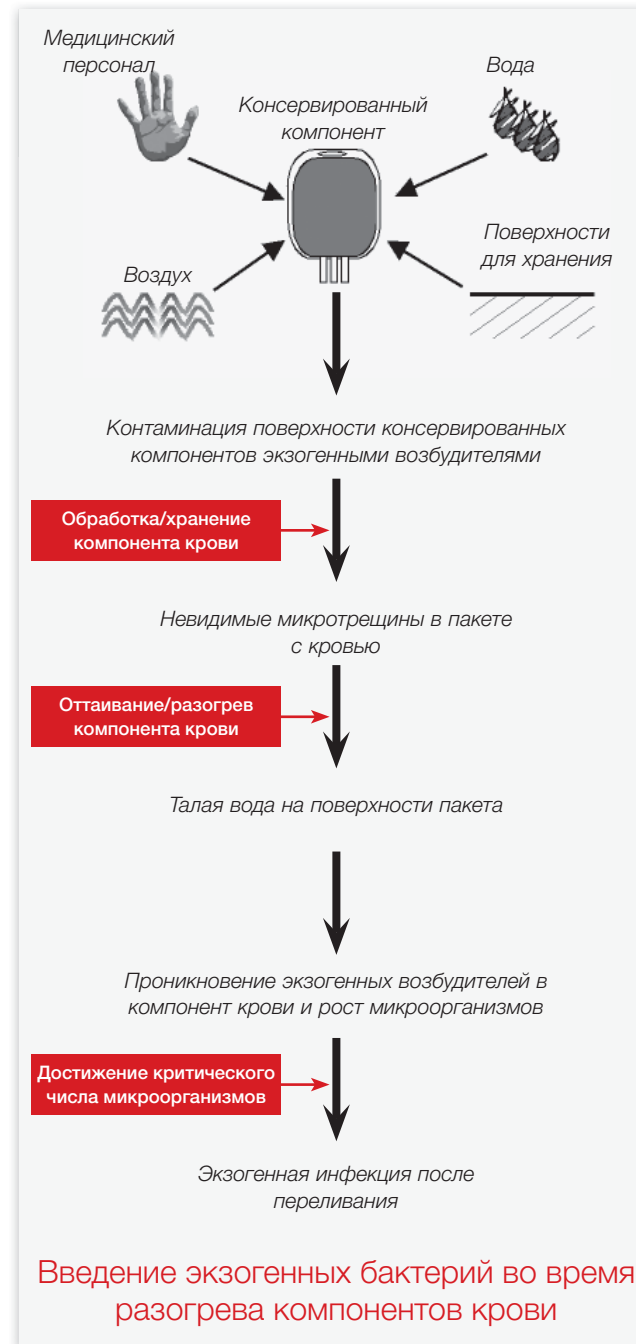 Медицинский
персонал
Вода
Консервированный
компонент
Воздух
Поверхности
для хранения
Контаминация поверхности консервированных
компонентов экзогенными возбудителями
Обработка/хранение
компонента крови
Невидимые микротрещины в пакете
с кровью
Оттаивание/разогрев
компонента крови
Талая вода на поверхности пакета
Проникновение экзогенных возбудителей в
компонент крови и рост микроорганизмов
Достижение критического
числа микроорганизмов
Экзогенная инфекция после
переливания
Введение экзогенных бактерий во время
разогрева компонентов крови